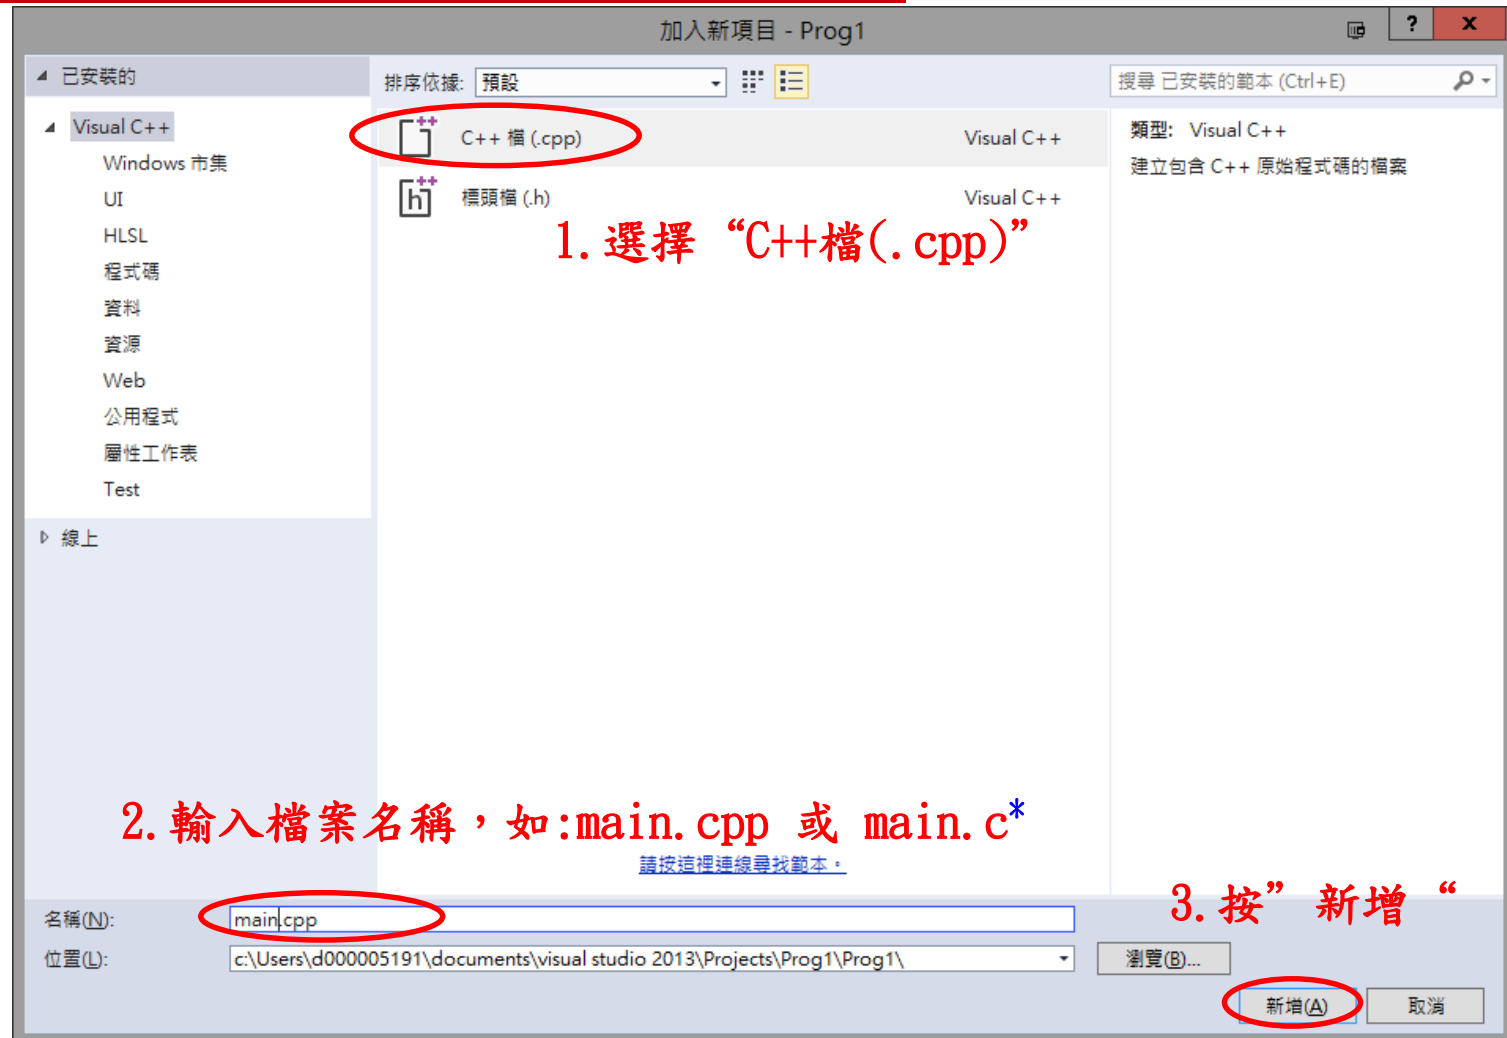 加入新項目 - Prog1
?
x
已安裝的
排序依據: 預設
搜尋 已安裝的範本 (Ctrl+E)
Visual C++
Windows 市集
UI
HLSL
程式碼
資料
資源
Web
公用程式
屬性工作表
Test
線上
C++ 檔 (.cpp) Visual C++
標頭檔 (.h) Visual C++
類型: Visual C++
建立包含 C++ 原始程式碼的檔案
1.選擇 “C++檔(.cpp)”
2.輸入檔案名稱，如:main.cpp 或 main.c*
請按這裡連線尋找範本。
3.按” 新增 “
名稱(N): main.cpp
位置(L): c:\Users\d000005191\documents\visual studio 2013\Projects\Prog1\Prog1\
瀏覽(B)...
新增(A)
取消